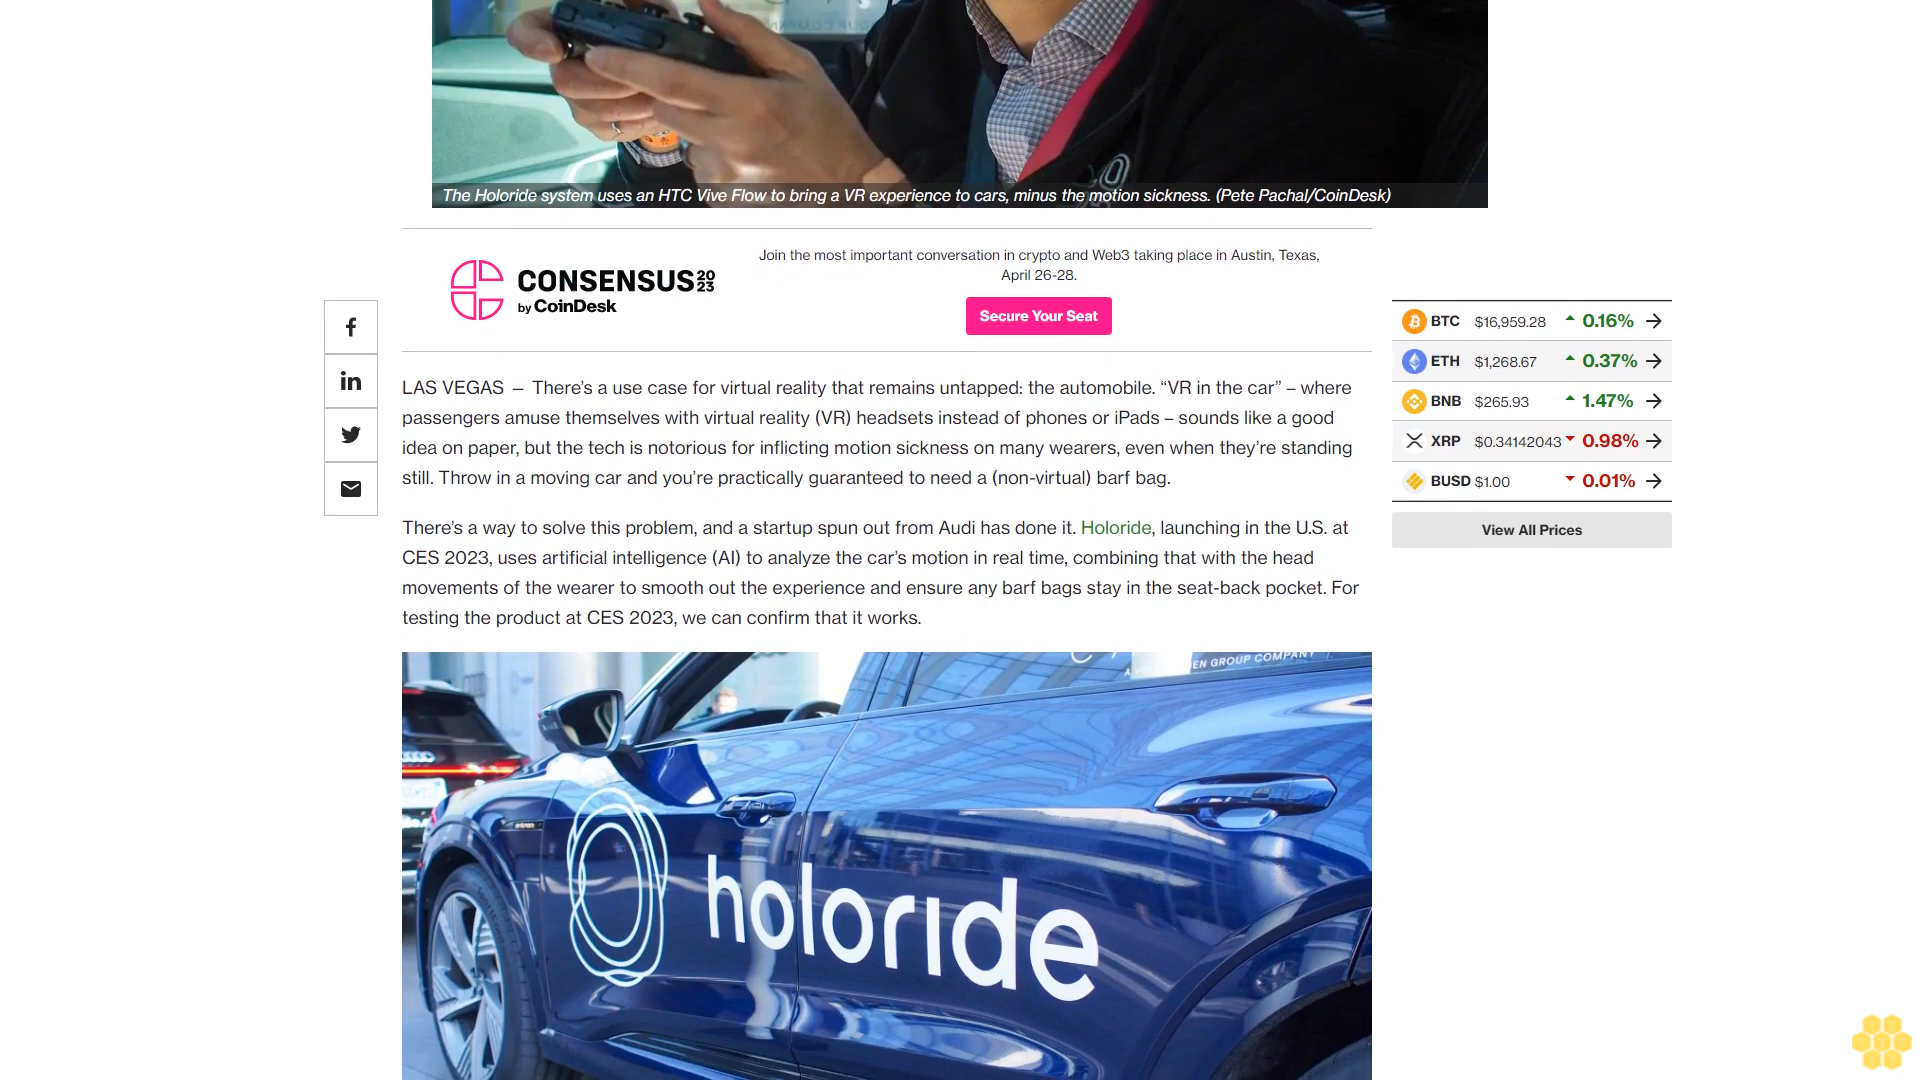 The Holoride system uses an HTC Vive Flow to bring a VR experience to cars, minus the motion sickness. (Pete Pachal/CoinDesk)
CONSENSUS 2023
by CoinDesk
Join the most important conversation in crypto and Web3 taking place in Austin, Texas,
April 26-28.
Secure Your Seat
BTC $16,959.28 0.16%
ETH $1,268.67 0.37%
BNB $265.93 1.47%
XRP $0.34142043 0.98%
BUSD $1.00 0.01%
View All Prices
LAS VEGAS — There’s a use case for virtual reality that remains untapped: the automobile. “VR in the car” – where
passengers amuse themselves with virtual reality (VR) headsets instead of phones or iPads – sounds like a good
idea on paper, but the tech is notorious for inflicting motion sickness on many wearers, even when they’re standing
still. Throw in a moving car and you’re practically guaranteed to need a (non-virtual) barf bag.
There’s a way to solve this problem, and a startup spun out from Audi has done it. Holoride, launching in the U.S. at
CES 2023, uses artificial intelligence (AI) to analyze the car’s motion in real time, combining that with the head
movements of the wearer to smooth out the experience and ensure any barf bags stay in the seat-back pocket. For
testing the product at CES 2023, we can confirm that it works.
GROUP COMPANY
holoride